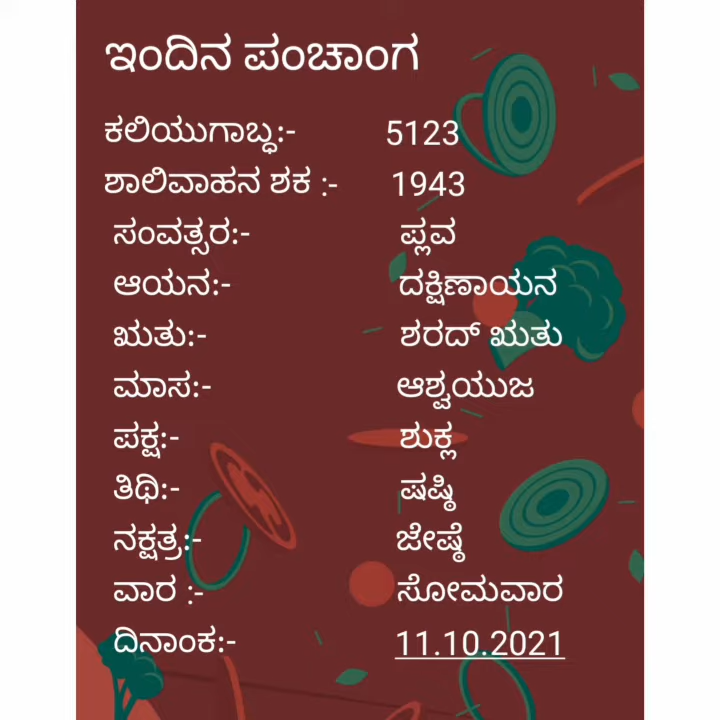 ಇಂದಿನ ಪಂಚಾಂಗ
ಕಲಿಯುಗಾಬ್ಧ:- 5123
ಶಾಲಿವಾಹನ ಶಕ :- 1943
ಸಂವತ್ಸರ:- ಪ್ಲವ
ಆಯನ:- ದಕ್ಷಿಣಾಯನ
ಋತು:- ಶರದ್ ಋತು
ಮಾಸ:- ಆಶ್ವಯುಜ
ಪಕ್ಷ:- ಶುಕ್ಲ
ತಿಥಿ:- ಷಷ್ಠಿ
ನಕ್ಷತ್ರ:- ಜೇಷ್ಠೆ
ವಾರ :- ಸೋಮವಾರ
ದಿನಾಂಕ:- 11.10.2021